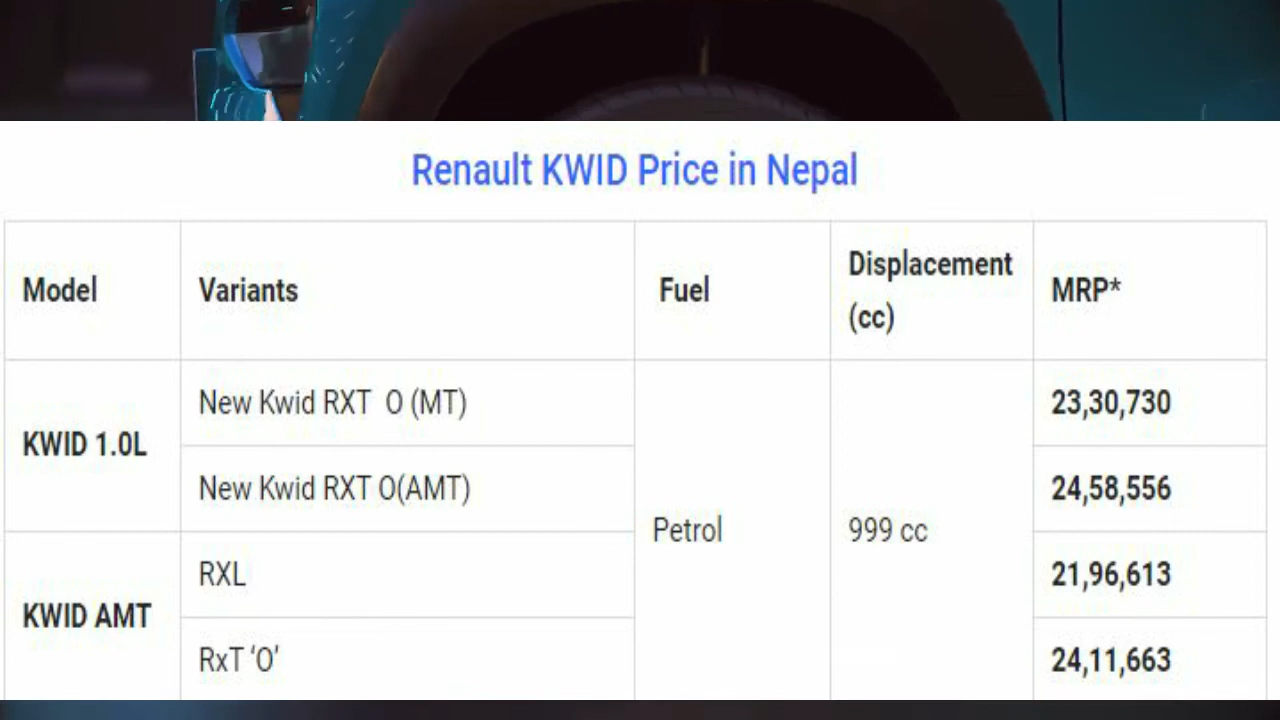 Renault KWID Price in Nepal
Model Variants Fuel Displacement (cc) MRP*
KWID 1.0L New Kwid RXT O (MT) Petrol 999 cc 23,30,730
New Kwid RXT O(AMT) 24,58,556
KWID AMT RXL 21,96,613
RxT ‘O’ 24,11,663